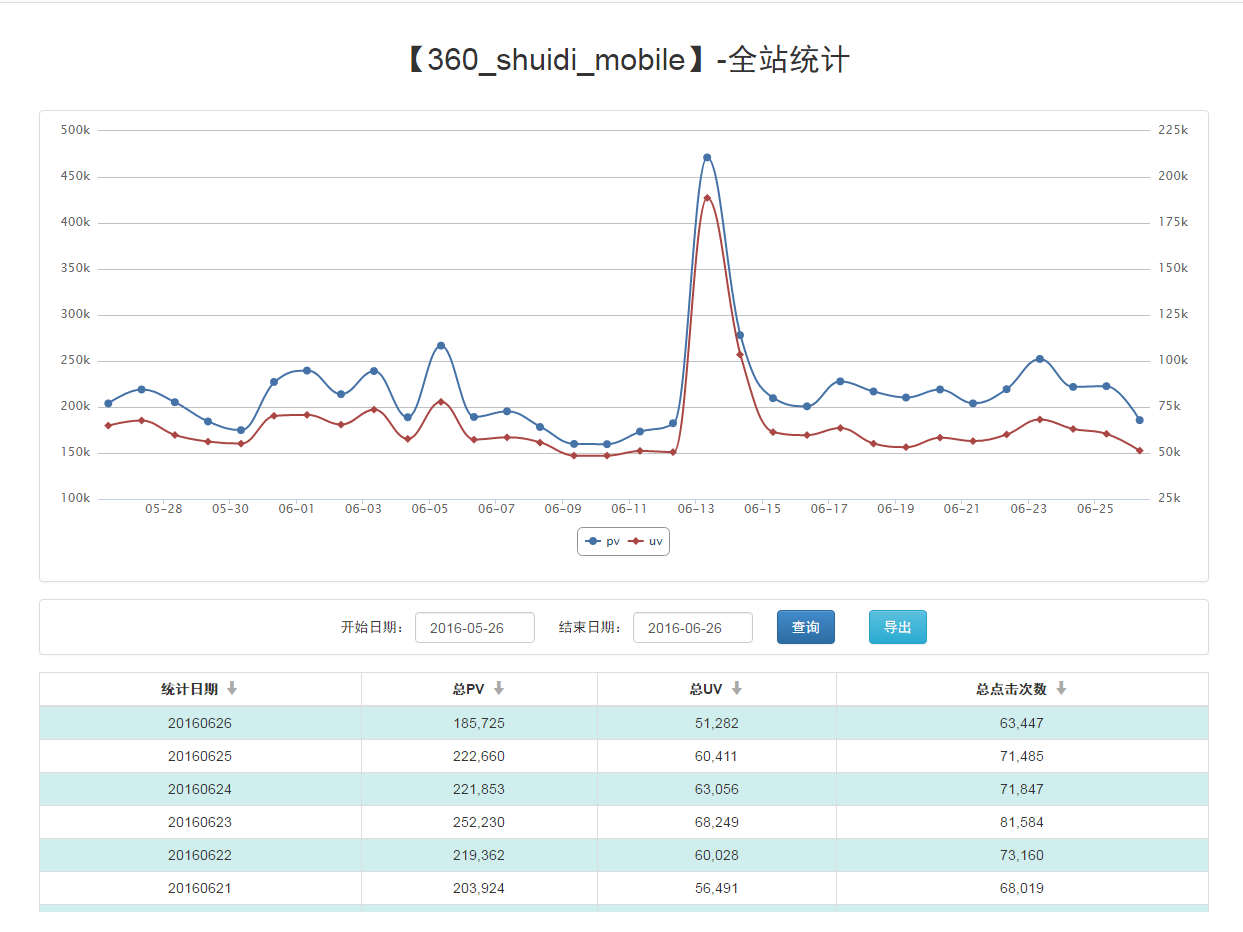 【360_shuidi_mobile】-全站统计
500k 225k
450k 200k
400k 175k
350k 150k
300k 125k
250k 100k
200k 75k
150k 50k
100k 25k
05-28 05-30 06-01 06-03 06-05 06-07 06-09 06-11 06-13 06-15 06-17 06-19 06-21 06-23 06-25
pv uv
开始日期： 2016-05-26 结束日期： 2016-06-26 查询 导出
统计日期 总PV 总UV 总点击次数
20160626 185,725 51,282 63,447
20160625 222,660 60,411 71,485
20160624 221,853 63,056 71,847
20160623 252,230 68,249 81,584
20160622 219,362 60,028 73,160
20160621 203,924 56,491 68,019